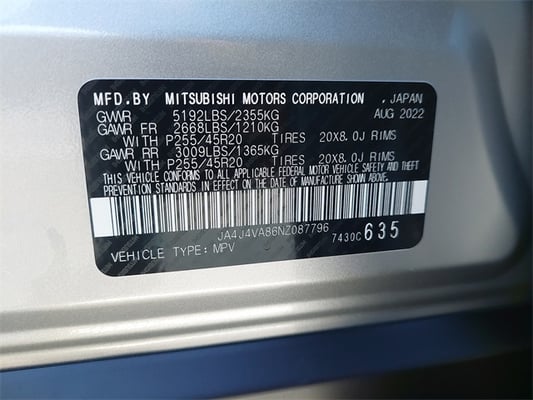 MFD.BY MITSUBISHI MOTORS CORPORATION , JAPAN
GVWR 5192LBS/2355KG AUG 2022
GAWR FR 2668LBS/1210KG
WITH P255/45R20 TIRES 20X8.0J RIMS
GAWR RR 3009LBS/1365KG
WITH P255/45R20 TIRES 20X8.0J RIMS
THIS VEHICLE CONFORMS TO ALL APPLICABLE FEDERAL MOTOR VEHICLE SAFETY AND THEFT
PREVENTION STANDARDS IN EFFECT ON THE DATE OF MANUFACTURE SHOWN ABOVE.
JA4J4VA86NZ087796
VEHICLE TYPE: MPV 7430C 635